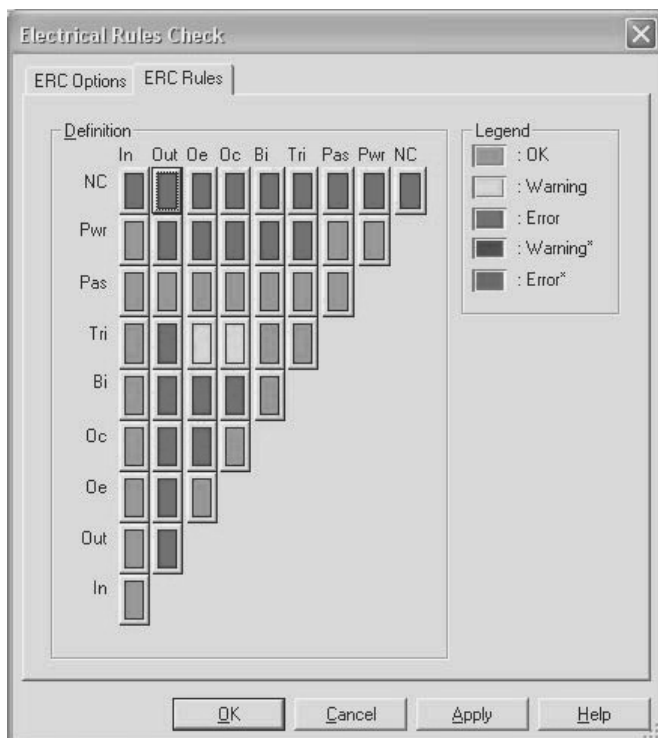 Electrical Rules Check
ERC Options ERC Rules
Definition
In Out Oe Oc Bi Tri Pas Pwr NC
NC
Pwr
Pas
Tri
Bi
Oc
Oe
Out
In
Legend
: OK
: Warning
: Error
: Warning*
: Error*
OK Cancel Apply Help